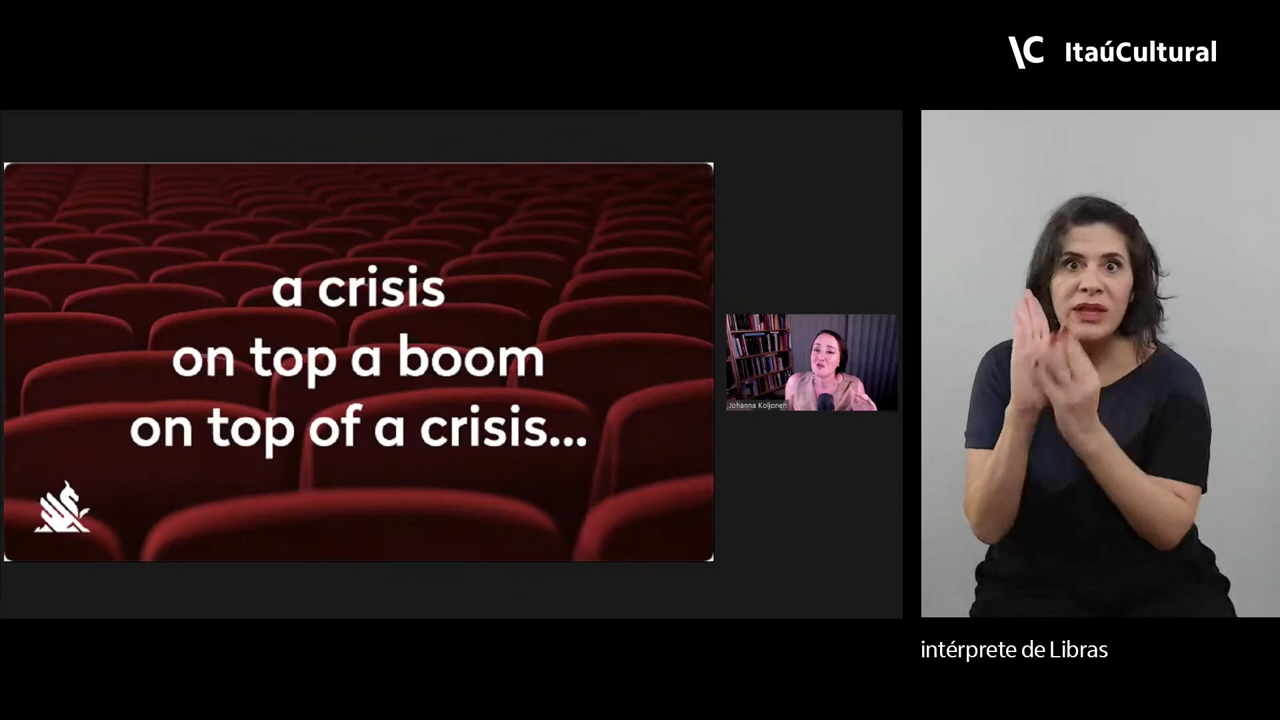 \C ItaúCultural
a crisis
on top a boom
on top of a crisis...
Johanna Koljonen
intérprete de Libras